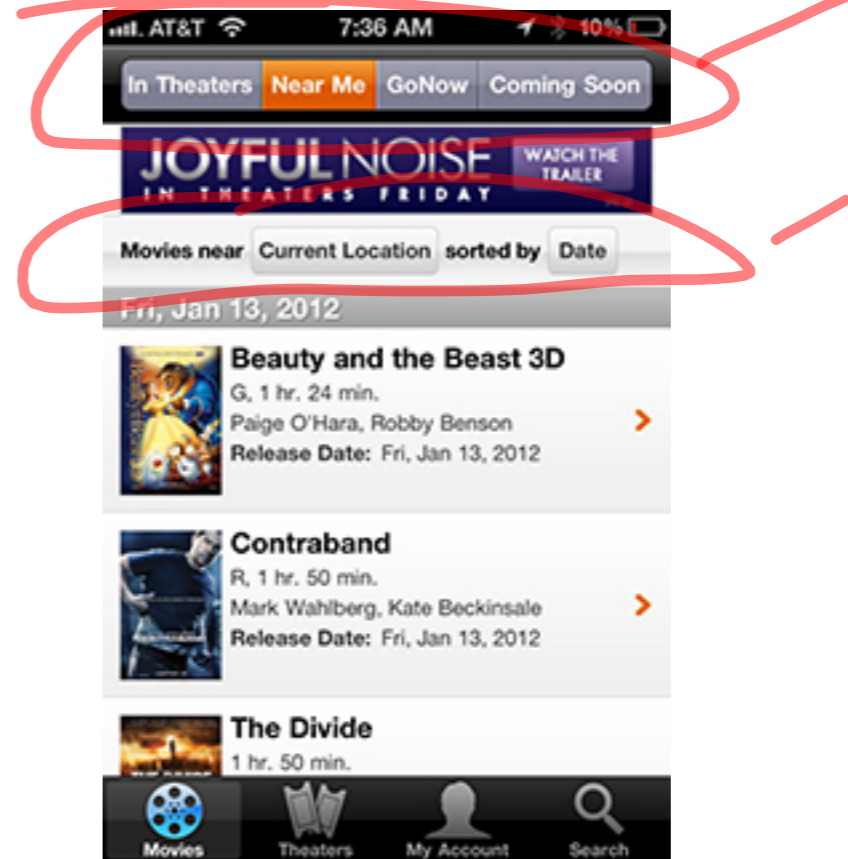 AT&T 7:36 AM 10%
In Theaters Near Me GoNow Coming Soon
JOYFUL NOISE
IN THEATERS FRIDAY
WATCH THE
TRAILER
Movies near Current Location sorted by Date
Fri, Jan 13, 2012
Beauty and the Beast 3D
G, 1 hr. 24 min.
Paige O'Hara, Robby Benson
Release Date: Fri, Jan 13, 2012
Contraband
R, 1 hr. 50 min.
Mark Wahlberg, Kate Beckinsale
Release Date: Fri, Jan 13, 2012
The Divide
1 hr. 50 min.
Movies Theaters My Account Search